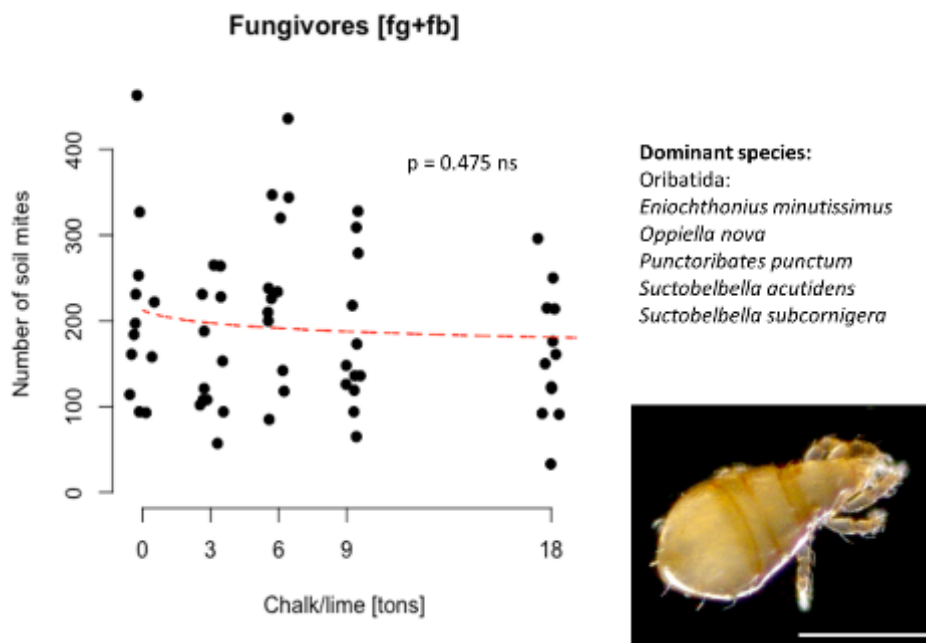 Fungivores [fg+fb]
400
300
200
100
0
Number of soil mites
p = 0.475 ns
0 3 6 9 18
Chalk/lime [tons]
Dominant species:
Oribatida:
Eniochthonius minutissimus
Oppiella nova
Punctoribates punctum
Suctobelbella acutidens
Suctobelbella subcornigera